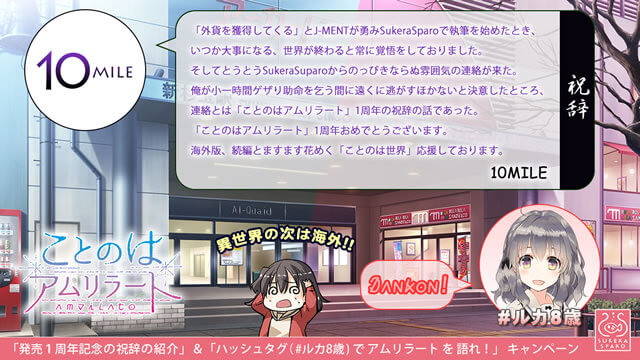 10MILE
「外貨を獲得してくる」とJ-MENTが勇みSukeraSparoで執筆を始めたとき、
いつか大事になる、世界が終わると常に覚悟をしておりました。
そしてとうとうSukeraSuparoからのっぴきならぬ雰囲気の連絡が来た。
俺が小一時間ゲザリ助命を乞う間に遠くに逃がすほかないと決意したところ、
連絡とは「ことのはアムリラート」1周年の祝辞の話であった。
「ことのはアムリラート」1周年おめでとうございます。
海外版、続編とますます花めく「ことのは世界」応援しております。
10MILE
祝辞
新
Al-Quaid
異世界の次は海外!!
ことのは
アムリラート
AMRILATO
Dankon!
#ルカ8歳
SUKERA
SPARO
「発売1周年記念の祝辞の紹介」&「ハッシュタグ(#ルカ8歳)でアムリラートを語れ!」キャンペーン